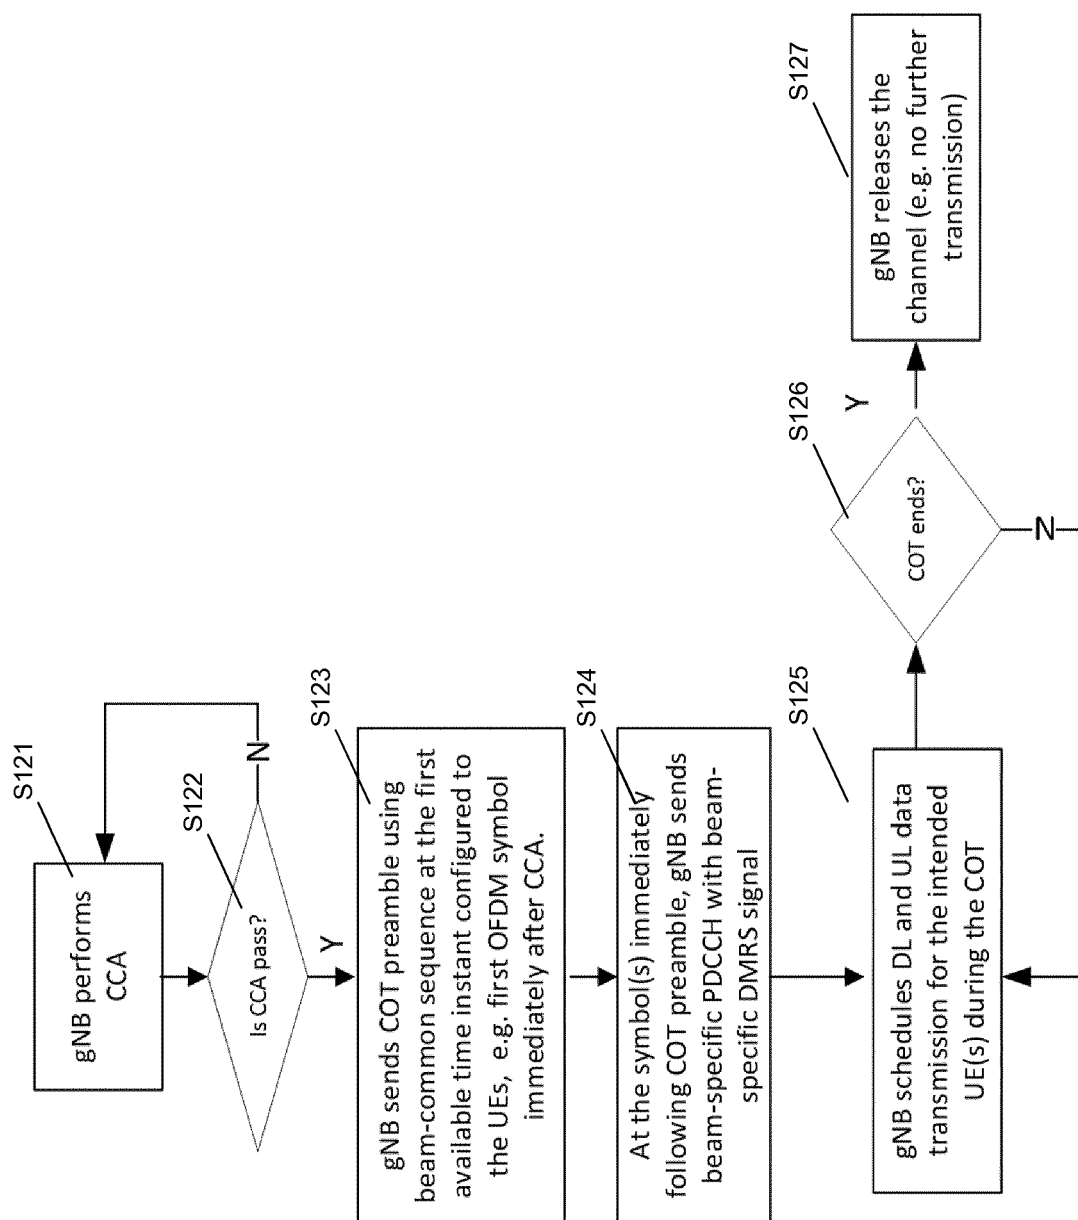 S121
gNB performs
CCA
S122
Is CCA pass?
N
Y
S123
gNB sends COT preamble using
beam-common sequence at the first
available time instant configured to
the UEs, e.g. first OFDM symbol
immediately after CCA.
S124
At the symbol(s) immediately
following COT preamble, gNB sends
beam-specific PDCCH with beam-
specific DMRS signal
S125
gNB schedules DL and UL data
transmission for the intended
UE(s) during the COT
S126
COT ends?
Y
N
S127
gNB releases the
channel (e.g. no further
transmission)